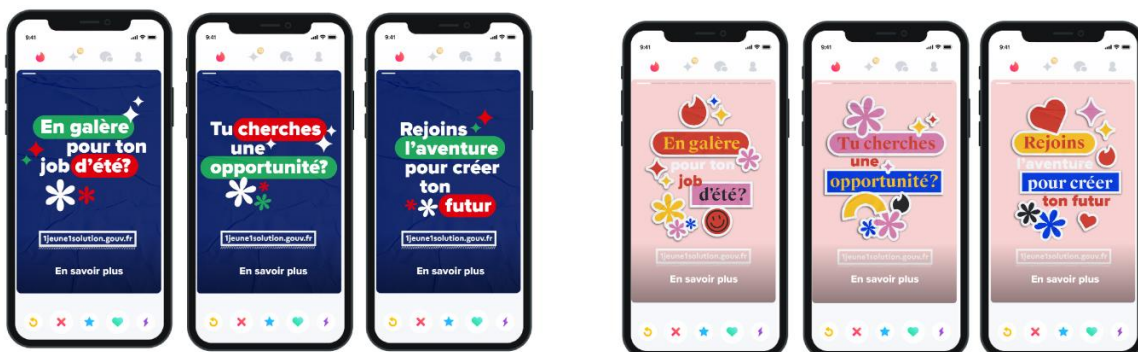 9:41
En galère
pour ton
job d'été?
1jeune1solution.gouv.fr
En savoir plus
9:41
Tu cherches
une
opportunité?
1jeune1solution.gouv.fr
En savoir plus
9:41
Rejoins
l'aventure
pour créer
ton
futur
1jeune1solution.gouv.fr
En savoir plus
9:41
En galère
pour ton
job
d'été?
1jeune1solution.gouv.fr
En savoir plus
9:41
Tu cherches
une
opportunité?
1jeune1solution.gouv.fr
En savoir plus
9:41
Rejoins
l'aventure
pour créer
ton futur
1jeune1solution.gouv.fr
En savoir plus